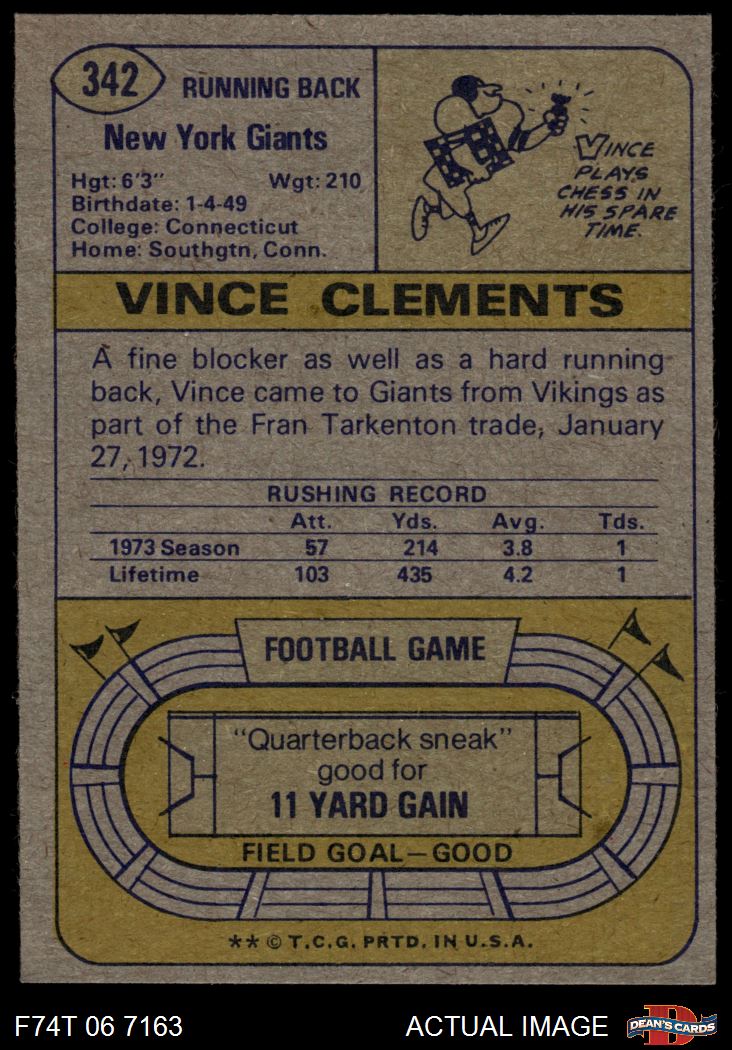 342
RUNNING BACK
New York Giants
Hgt: 6'3" Wgt: 210
Birthdate: 1-4-49
College: Connecticut
Home: Southgtn, Conn.
VINCE
PLAYS
CHESS IN
HIS SPARE
TIME.
VINCE CLEMENTS
A fine blocker as well as a hard running
back, Vince came to Giants from Vikings as
part of the Fran Tarkenton trade, January
27, 1972.
RUSHING RECORD
Att. Yds. Avg. Tds.
1973 Season 57 214 3.8 1
Lifetime 103 435 4.2 1
FOOTBALL GAME
"Quarterback sneak"
good for
11 YARD GAIN
FIELD GOAL—GOOD
** © T.C.G. PRTD. IN U.S.A.
F74T 06 7163 ACTUAL IMAGE
D
DEAN'S CARDS